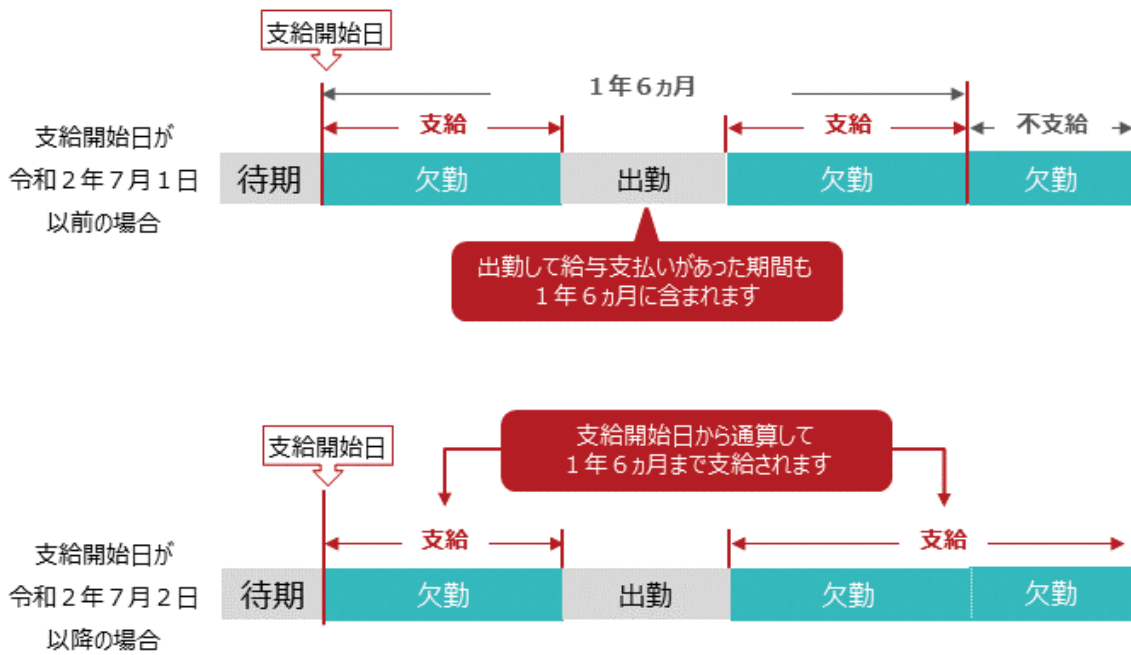 支給開始日
１年６ヵ月
支給
支給
不支給
支給開始日が
令和２年７月１日
以前の場合
待期
欠勤
出勤
欠勤
欠勤
出勤して給与支払いがあった期間も
１年６ヵ月に含まれます
支給開始日から通算して
１年６ヵ月まで支給されます
支給開始日
支給
支給
支給開始日が
令和２年７月２日
以降の場合
待期
欠勤
出勤
欠勤
欠勤